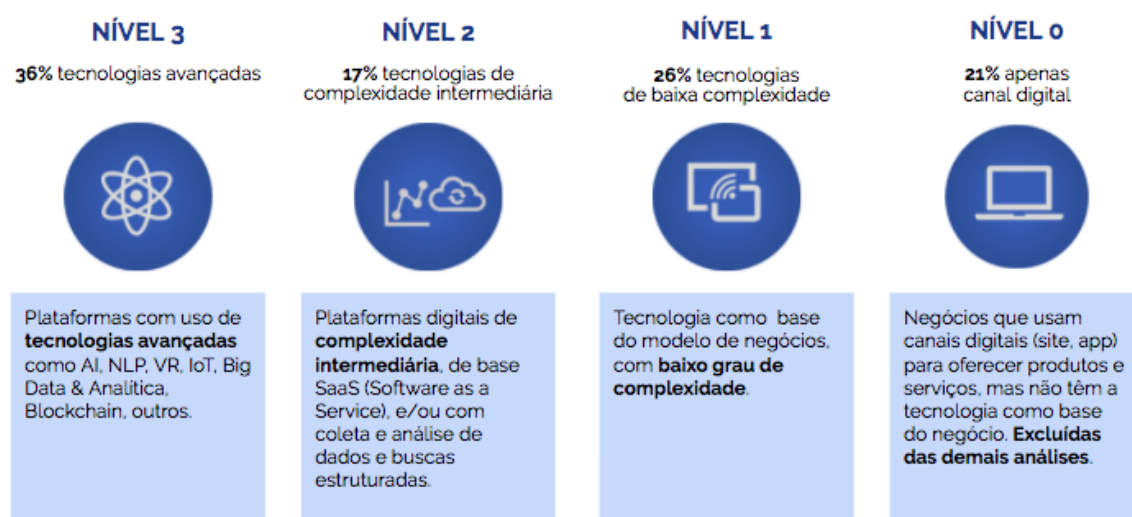 NÍVEL 3
36% tecnologias avançadas
Plataformas com uso de
tecnologias avançadas
como AI, NLP, VR, IoT, Big
Data & Analítica,
Blockchain, outros.
NÍVEL 2
17% tecnologias de
complexidade intermediária
Plataformas digitais de
complexidade
intermediária, de base
SaaS (Software as a
Service), e/ou com
coleta e análise de
dados e buscas
estruturadas.
NÍVEL 1
26% tecnologias
de baixa complexidade
Tecnologia como base
do modelo de negócios,
com baixo grau de
complexidade.
NÍVEL 0
21% apenas
canal digital
Negócios que usam
canais digitais (site, app)
para oferecer produtos e
serviços, mas não têm a
tecnologia como base
do negócio. Excluídas
das demais análises.